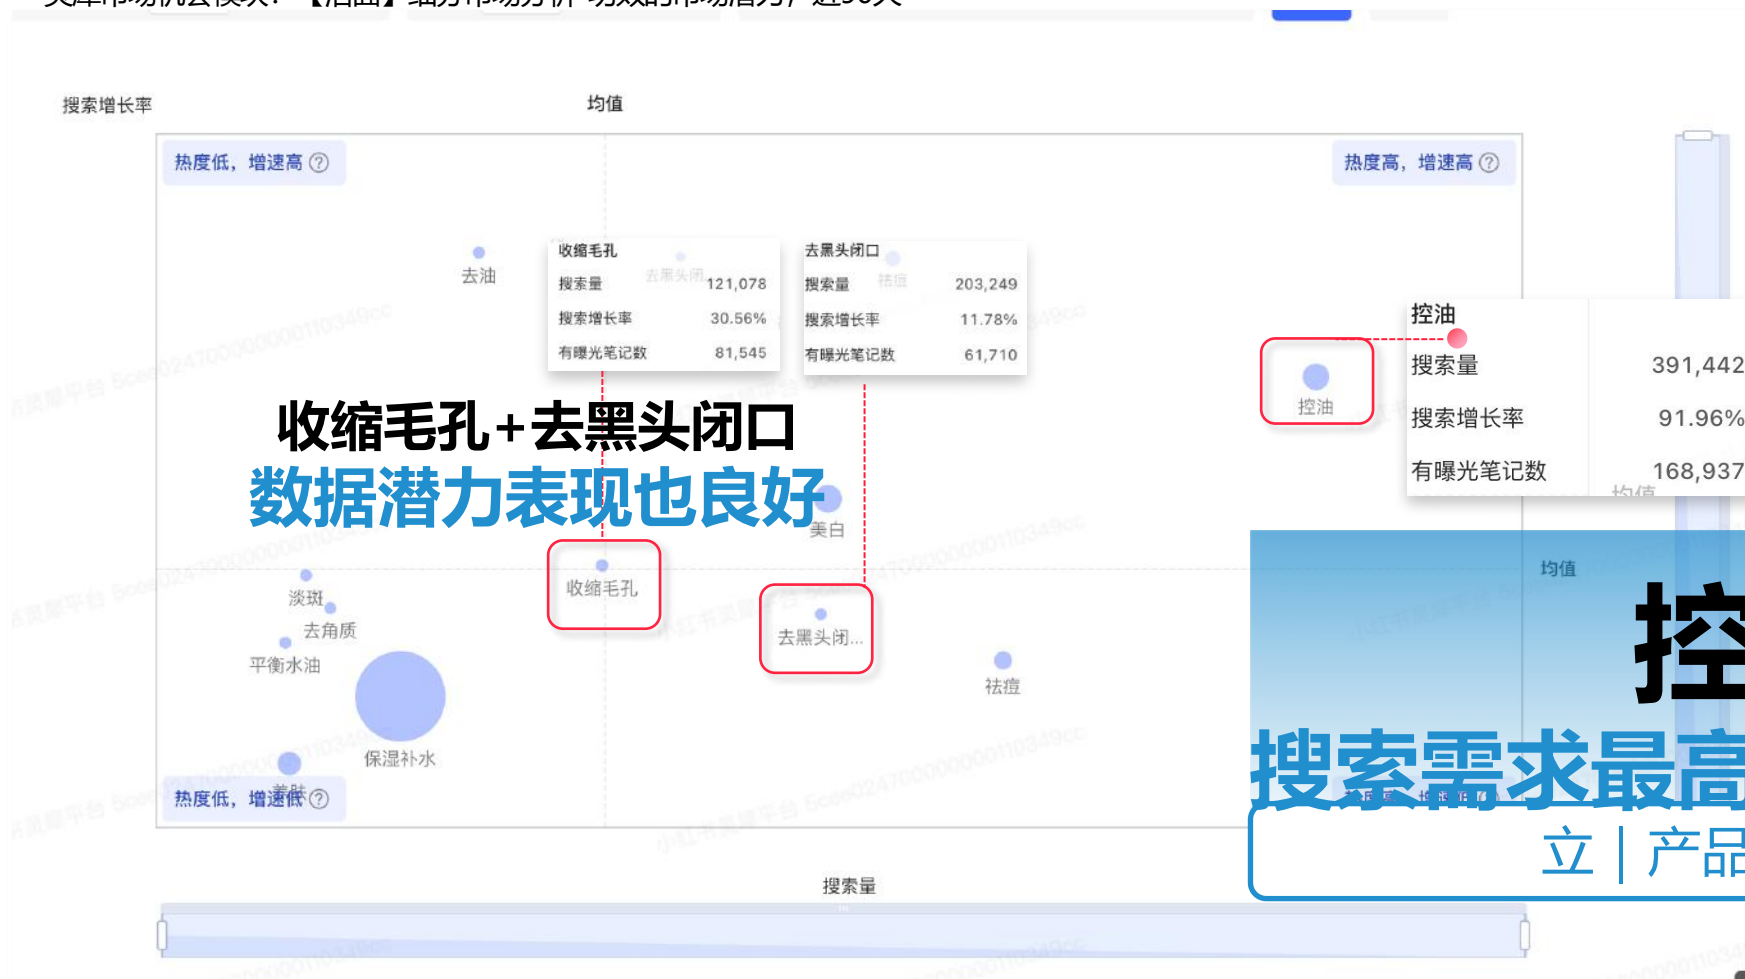 搜索增长率
均值
热度低，增速高 ?
热度高，增速高 ?
去油
收缩毛孔
搜索量 121,078
搜索增长率 30.56%
有曝光笔记数 81,545
去黑头闭口
搜索量 203,249
搜索增长率 11.78%
有曝光笔记数 61,710
控油
搜索量 391,442
搜索增长率 91.96%
有曝光笔记数 168,937
均值
控油
收缩毛孔+去黑头闭口
数据潜力表现也良好
美白
均值
收缩毛孔
淡斑
去角质
平衡水油
去黑头闭...
祛痘
保湿补水
控
搜索需求最高
热度低，增速低 ?
立｜产品
搜索量